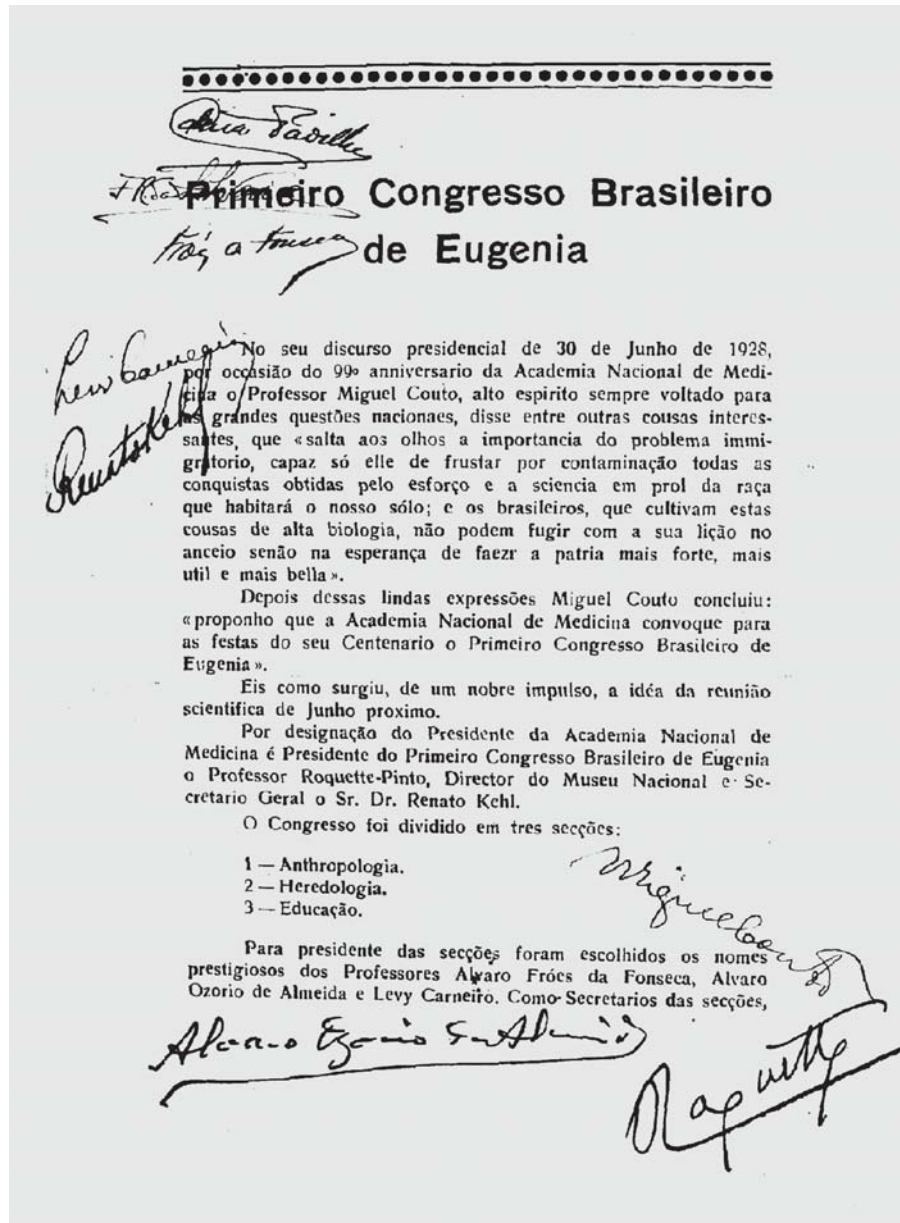 Primeiro Congresso Brasileiro
de Eugenia
No seu discurso presidencial de 30 de Junho de 1928,
por occasião do 99º anniversario da Academia Nacional de Medi-
cina o Professor Miguel Couto, alto espirito sempre voltado para
as grandes questões nacionaes, disse entre outras cousas interes-
santes, que «salta aos olhos a importancia do problema immi-
gratorio, capaz só elle de frustar por contaminação todas as
conquistas obtidas pelo esforço e a sciencia em prol da raça
que habitará o nosso sólo; e os brasileiros, que cultivam estas
cousas de alta biologia, não podem fugir com a sua lição no
anceio senão na esperança de faezr a patria mais forte, mais
util e mais bella».
Depois dessas lindas expressões Miguel Couto concluiu:
«proponho que a Academia Nacional de Medicina convoque para
as festas do seu Centenario o Primeiro Congresso Brasileiro de
Eugenia».
Eis como surgiu, de um nobre impulso, a idéa da reunião
scientifica de Junho proximo.
Por designação do Presidente da Academia Nacional de
Medicina é Presidente do Primeiro Congresso Brasileiro de Eugenia
o Professor Roquette-Pinto, Director do Museu Nacional e Se-
cretario Geral o Sr. Dr. Renato Kehl.
O Congresso foi dividido em tres secções:
1 — Anthropologia.
2 — Heredologia.
3 — Educação.
Para presidente das secções foram escolhidos os nomes
prestigiosos dos Professores Alvaro Fróes da Fonseca, Alvaro
Ozorio de Almeida e Levy Carneiro. Como Secretarios das secções,
Renato Kehl
Miguel Couto
Alvaro Ozorio de Almeida
Roquette